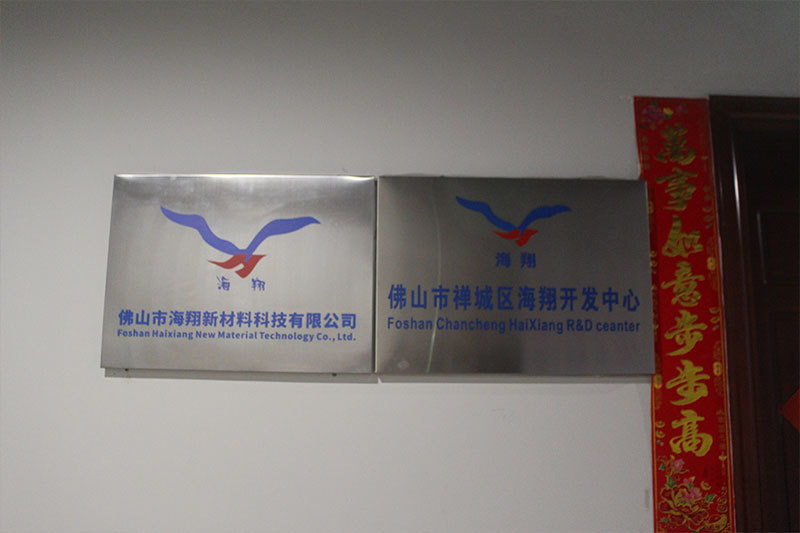 海翔
佛山市海翔新材料科技有限公司
Foshan Haixiang New Material Technology Co., Ltd.
海翔
佛山市禅城区海翔开发中心
Foshan Chancheng HaiXiang R&D ceanter
萬事如意步步高